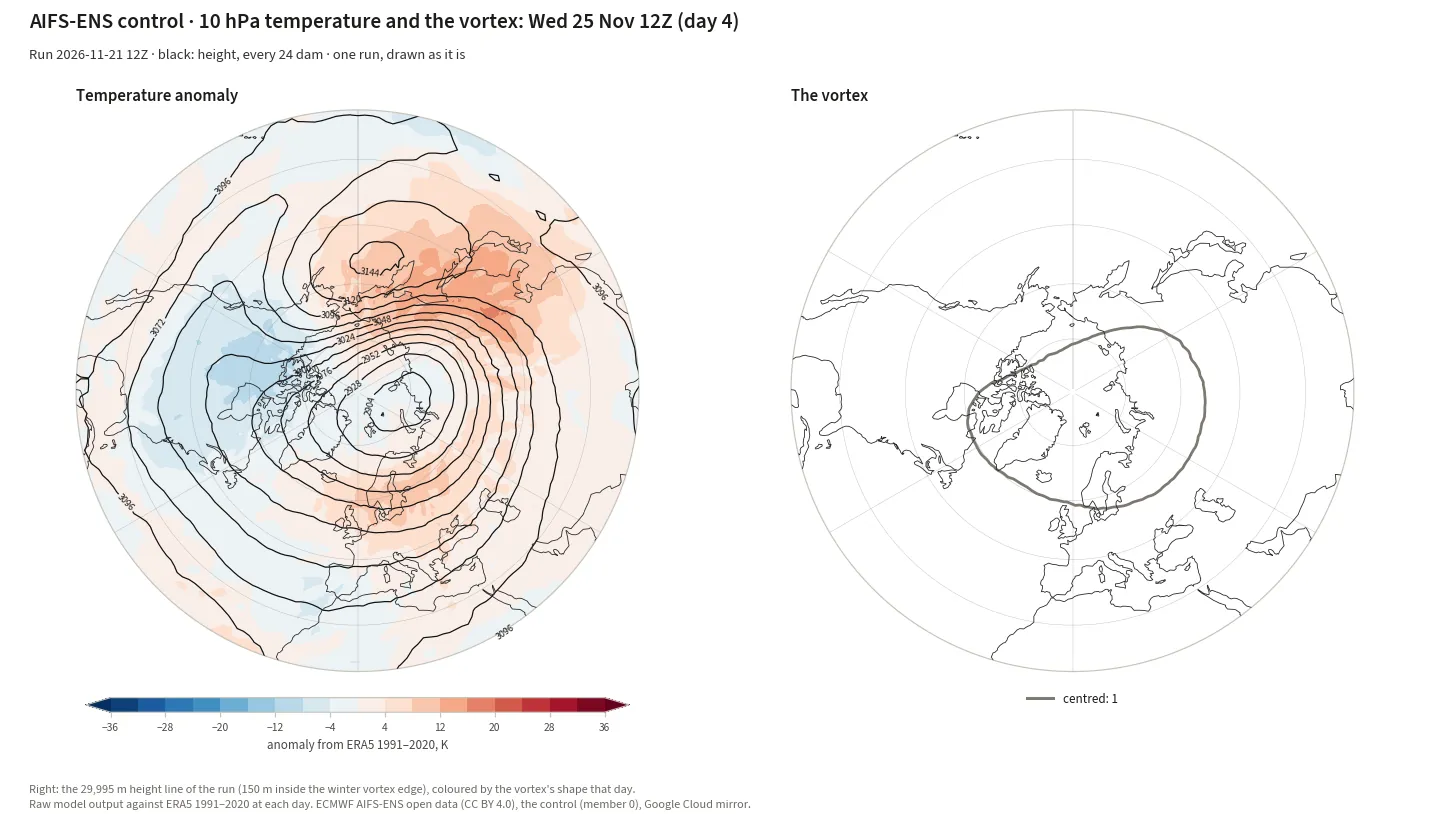 AIFS-ENS control · 10 hPa temperature and the vortex: Wed 25 Nov 12Z (day 4)
Run 2026-11-21 12Z · black: height, every 24 dam · one run, drawn as it is
Temperature anomaly
The vortex
3096
3144
3096
3120
3096
3048
3072
3024
2952
2976
2928
2904
3096
3096
−36 −28 −20 −12 −4 4 12 20 28 36
anomaly from ERA5 1991–2020, K
centred: 1
Right: the 29,995 m height line of the run (150 m inside the winter vortex edge), coloured by the vortex's shape that day.
Raw model output against ERA5 1991–2020 at each day. ECMWF AIFS-ENS open data (CC BY 4.0), the control (member 0), Google Cloud mirror.